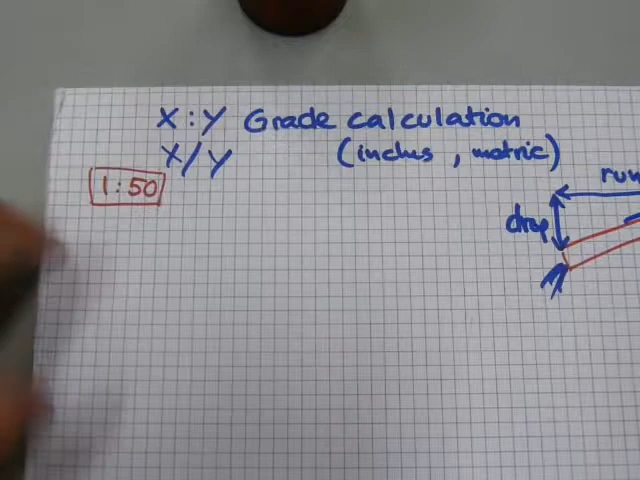 X:Y Grade calculation
X/Y (inches, metric)
1:50
run
drop